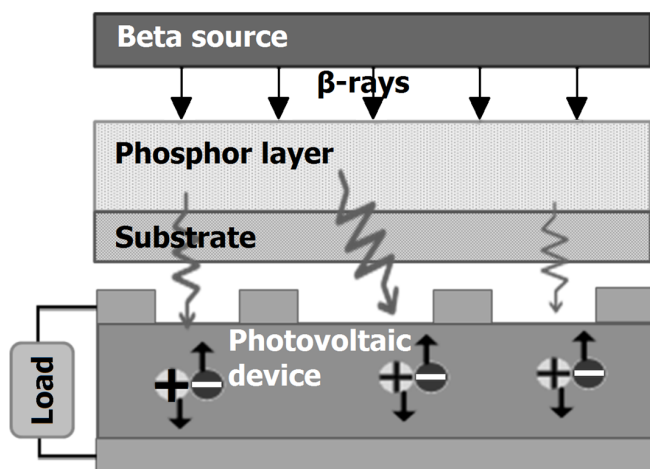 Beta source
β-rays
Phosphor layer
Substrate
Photovoltaic
device
Load